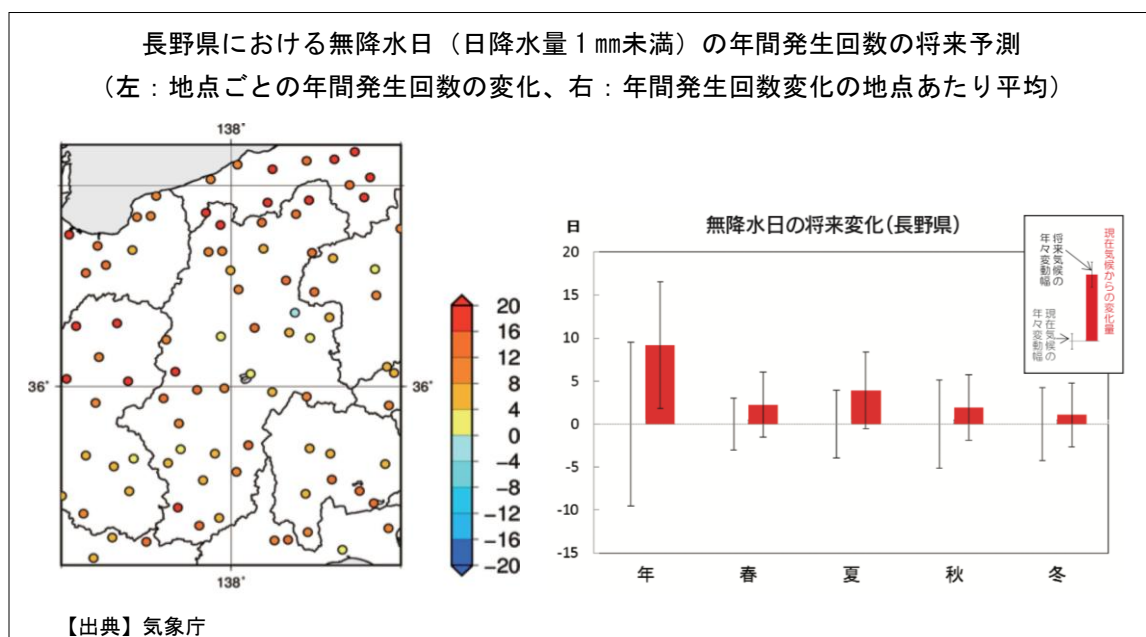 長野県における無降水日（日降水量１㎜未満）の年間発生回数の将来予測
（左：地点ごとの年間発生回数の変化、右：年間発生回数変化の地点あたり平均）
138°
36°
36°
138°
20
16
12
8
4
0
−4
−8
−12
−16
−20
日
無降水日の将来変化(長野県)
20
15
10
5
0
-5
-10
-15
年
春
夏
秋
冬
現在気候からの変化量
将来気候の
年々変動幅
現在気候の
年々変動幅
【出典】気象庁